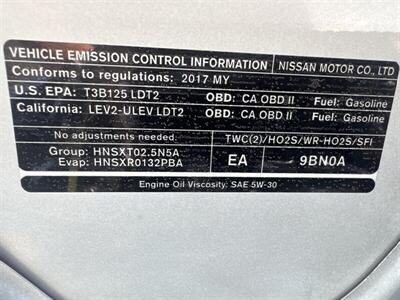 VEHICLE EMISSION CONTROL INFORMATION NISSAN MOTOR CO., LTD
Conforms to regulations: 2017 MY
U.S. EPA: T3B125 LDT2 OBD: CA OBD II Fuel: Gasoline
California: LEV2-ULEV LDT2 OBD: CA OBD II Fuel: Gasoline
No adjustments needed. TWC(2)/HO2S/WR-HO2S/SFI
Group: HNSXT02.5N5A EA 9BN0A
Evap: HNSXR0132PBA
Engine Oil Viscosity: SAE 5W-30